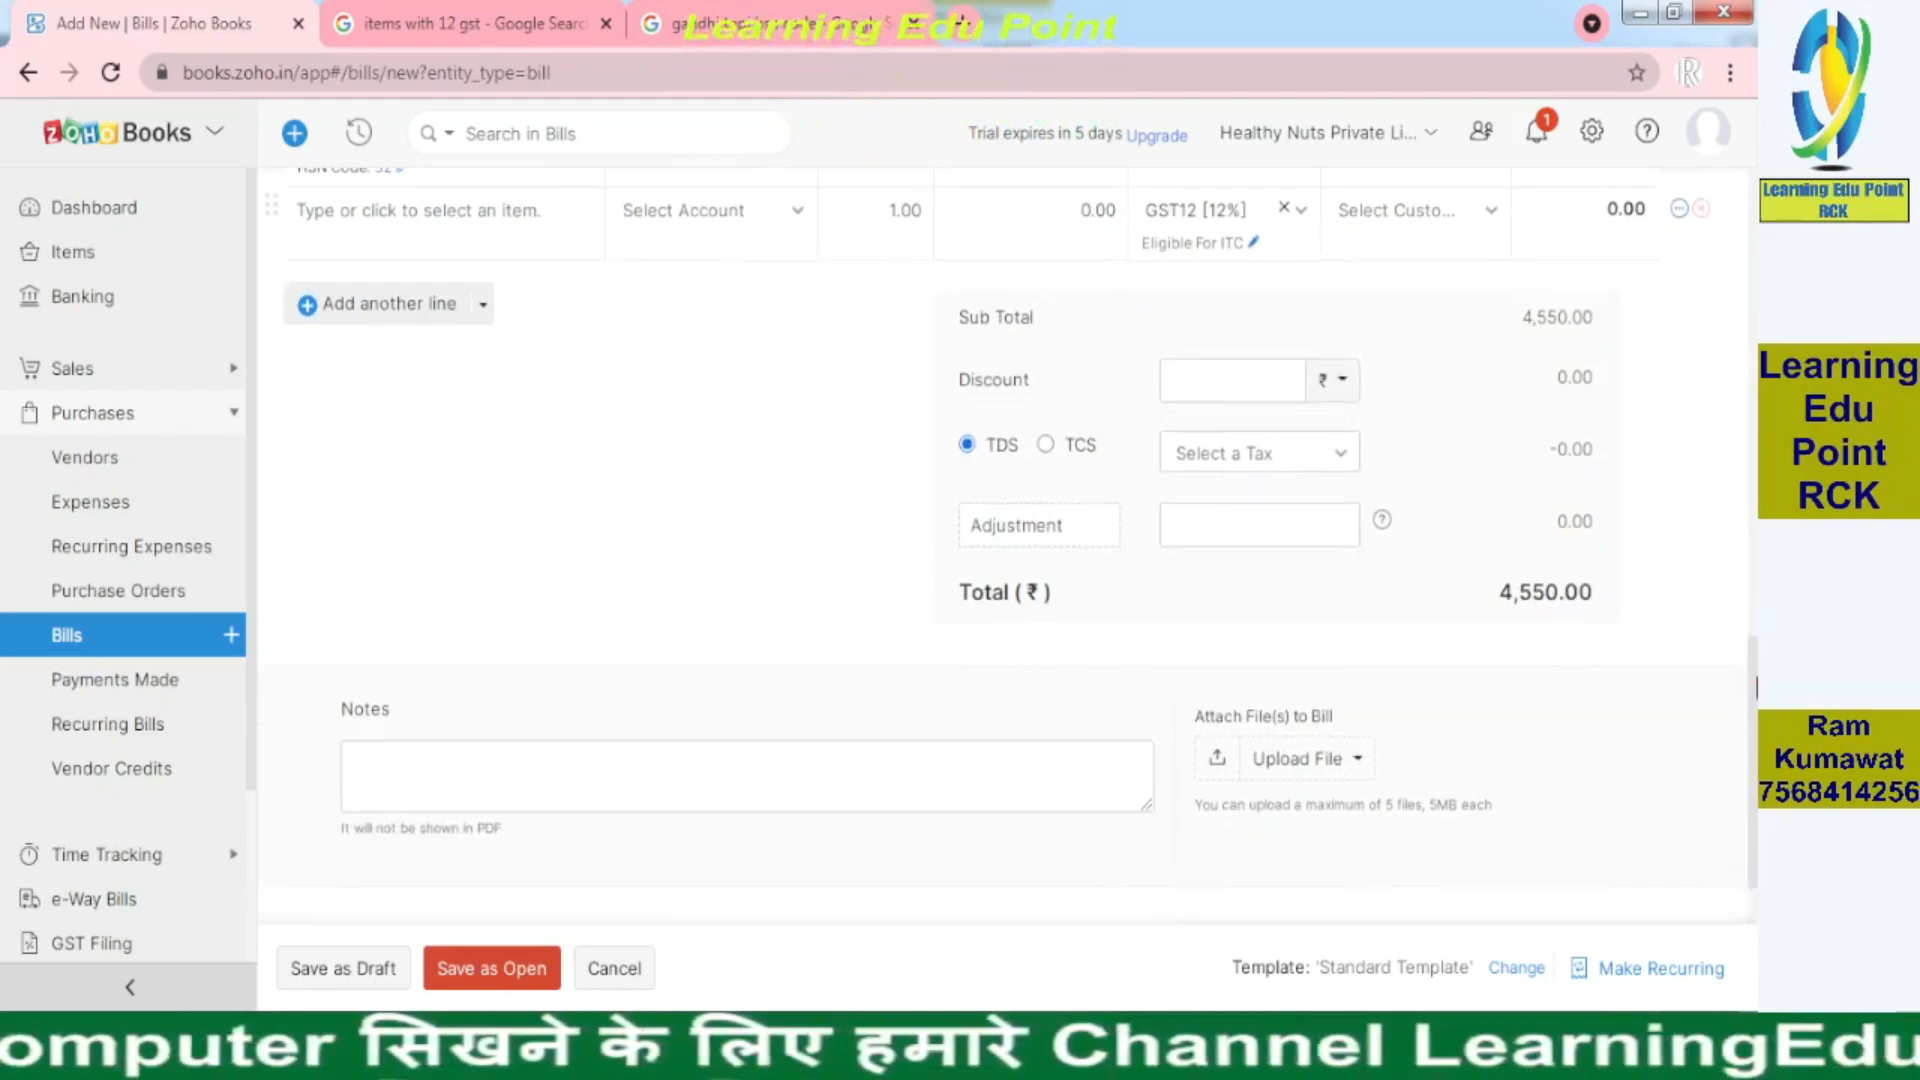 Add New | Bills | Zoho Books
items with 12 gst - Google Searc
Learning Edu Point
books.zoho.in/app#/bills/new?entity_type=bill
ZOHO Books
Search in Bills
Trial expires in 5 days Upgrade
Healthy Nuts Private Li...
1
Dashboard
Items
Banking
Sales
Purchases
Vendors
Expenses
Recurring Expenses
Purchase Orders
Bills
Payments Made
Recurring Bills
Vendor Credits
Time Tracking
e-Way Bills
GST Filing
HSN Code:
Type or click to select an item.
Select Account
1.00
0.00
GST12 [12%]
Select Custo...
0.00
Eligible For ITC
Add another line
Sub Total
4,550.00
Discount
₹
0.00
TDS
TCS
Select a Tax
-0.00
Adjustment
0.00
Total ( ₹ )
4,550.00
Notes
It will not be shown in PDF
Attach File(s) to Bill
Upload File
You can upload a maximum of 5 files, 5MB each
Save as Draft
Save as Open
Cancel
Template: 'Standard Template'
Change
Make Recurring
Learning Edu Point
RCK
Learning
Edu
Point
RCK
Ram
Kumawat
7568414256
omputer सिखने के लिए हमारे Channel LearningEdu